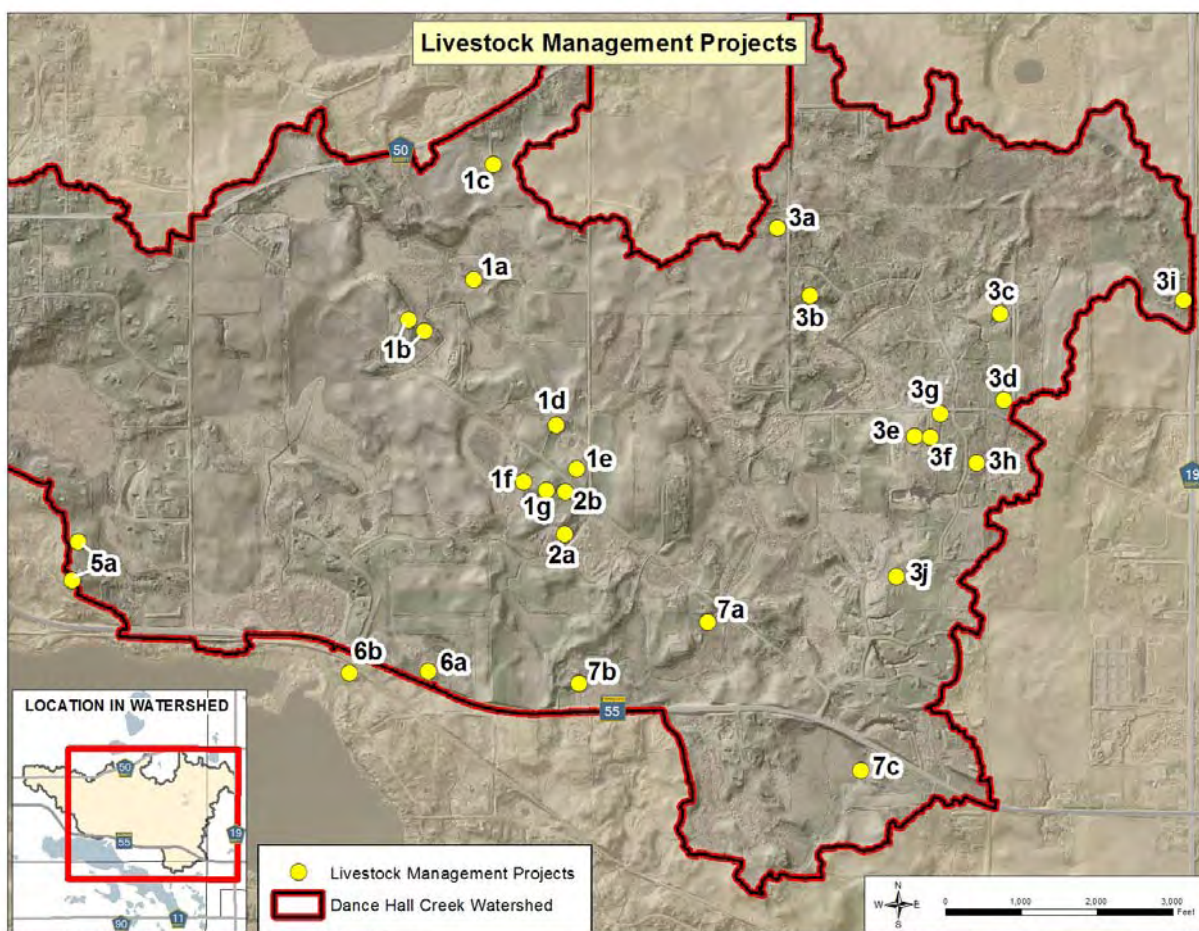 Livestock Management Projects
50
1c
3a
1a
3b
3c
3i
1b
3d
3g
1d
3e
3f
1e
3h
1f
19
1g
2b
2a
5a
3j
7a
6b
6a
7b
55
7c
LOCATION IN WATERSHED
50
55
19
90
11
Livestock Management Projects
Dance Hall Creek Watershed
N
W E
S
0 1,000 2,000 3,000
Feet